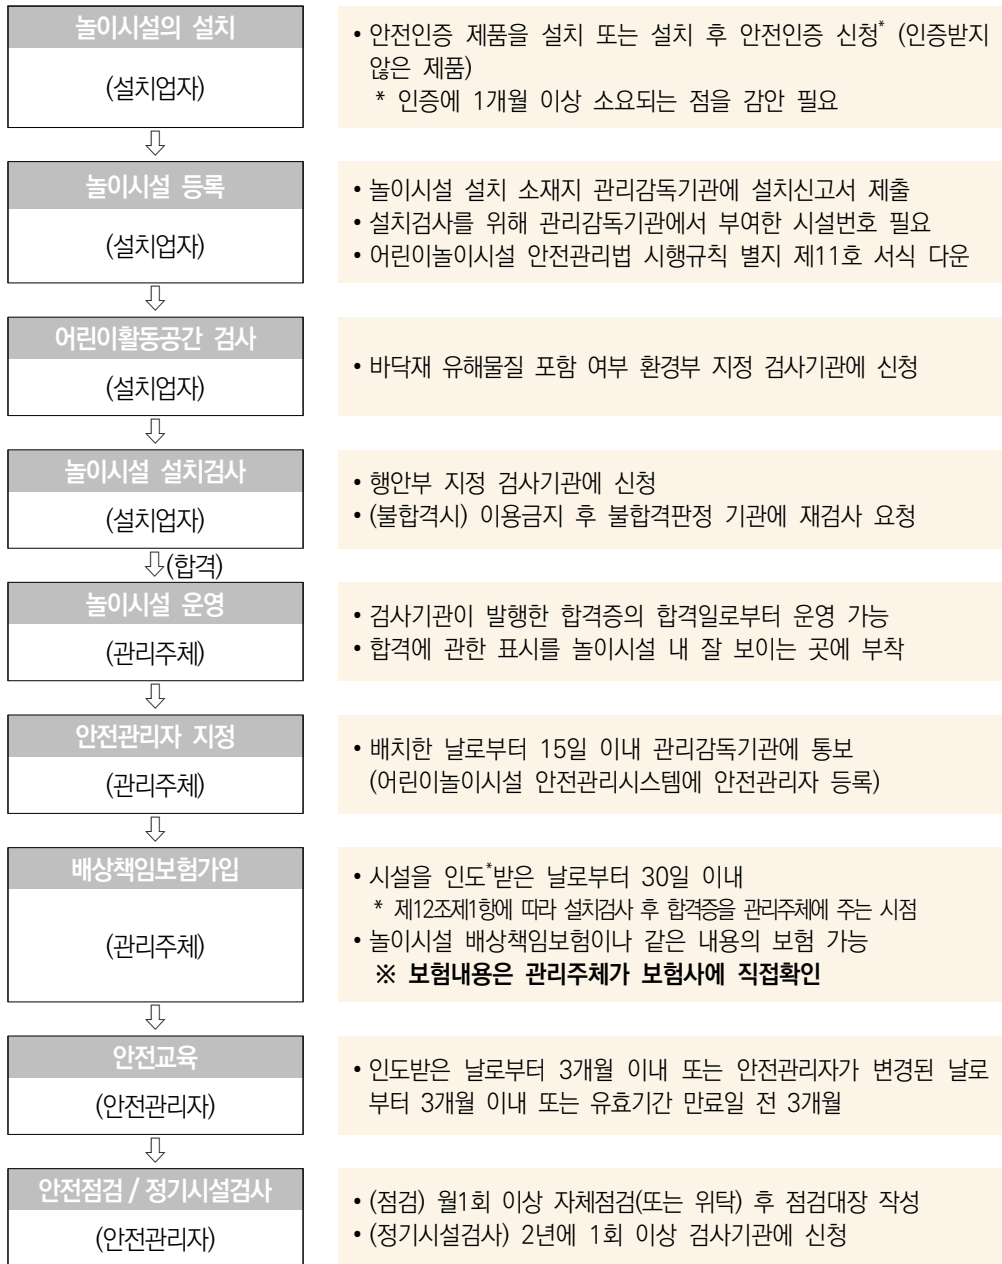 놀이시설의 설치
(설치업자)
• 안전인증 제품을 설치 또는 설치 후 안전인증 신청* (인증받지
않은 제품)
* 인증에 1개월 이상 소요되는 점을 감안 필요
⇩
놀이시설 등록
(설치업자)
• 놀이시설 설치 소재지 관리감독기관에 설치신고서 제출
• 설치검사를 위해 관리감독기관에서 부여한 시설번호 필요
• 어린이놀이시설 안전관리법 시행규칙 별지 제11호 서식 다운
⇩
어린이활동공간 검사
(설치업자)
• 바닥재 유해물질 포함 여부 환경부 지정 검사기관에 신청
⇩
놀이시설 설치검사
(설치업자)
• 행안부 지정 검사기관에 신청
• (불합격시) 이용금지 후 불합격판정 기관에 재검사 요청
⇩(합격)
놀이시설 운영
(관리주체)
• 검사기관이 발행한 합격증의 합격일로부터 운영 가능
• 합격에 관한 표시를 놀이시설 내 잘 보이는 곳에 부착
⇩
안전관리자 지정
(관리주체)
• 배치한 날로부터 15일 이내 관리감독기관에 통보
(어린이놀이시설 안전관리시스템에 안전관리자 등록)
⇩
배상책임보험가입
(관리주체)
• 시설을 인도*받은 날로부터 30일 이내
* 제12조제1항에 따라 설치검사 후 합격증을 관리주체에 주는 시점
• 놀이시설 배상책임보험이나 같은 내용의 보험 가능
※ 보험내용은 관리주체가 보험사에 직접확인
⇩
안전교육
(안전관리자)
• 인도받은 날로부터 3개월 이내 또는 안전관리자가 변경된 날로
부터 3개월 이내 또는 유효기간 만료일 전 3개월
⇩
안전점검 / 정기시설검사
(안전관리자)
• (점검) 월1회 이상 자체점검(또는 위탁) 후 점검대장 작성
• (정기시설검사) 2년에 1회 이상 검사기관에 신청